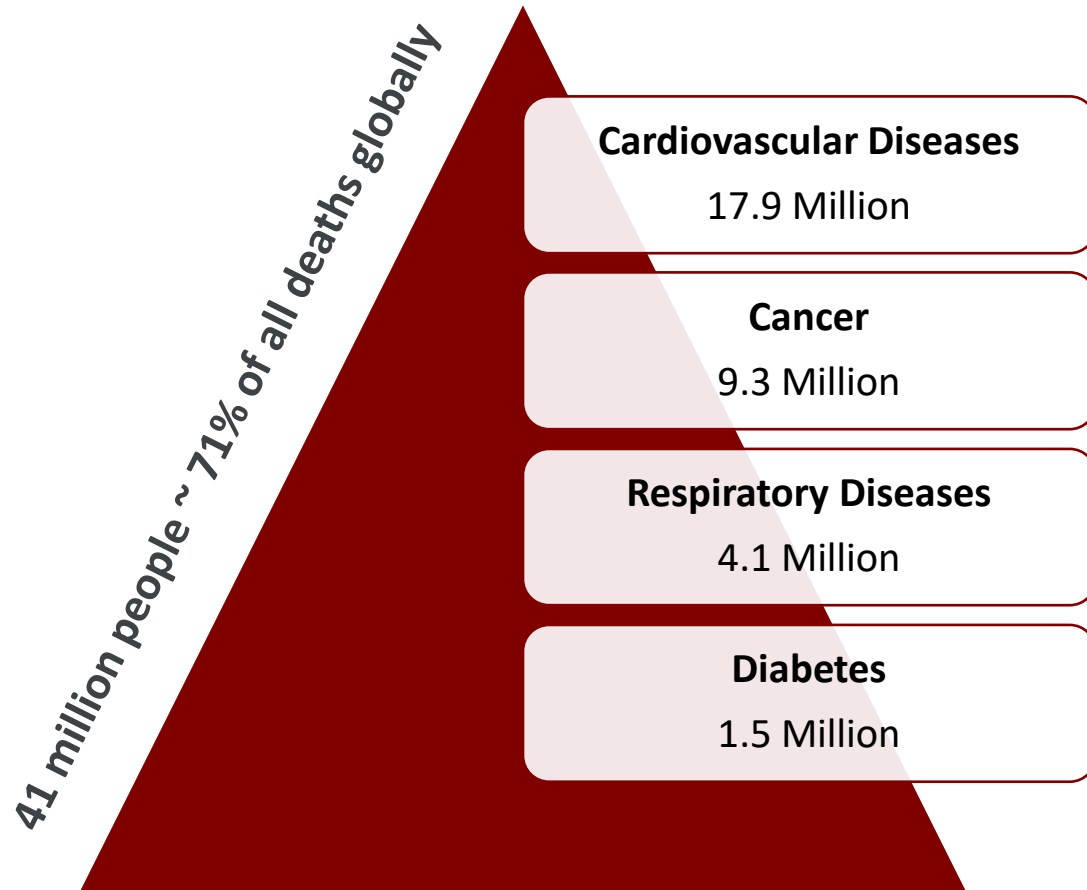 41 million people ~ 71% of all deaths globally
Cardiovascular Diseases
17.9 Million
Cancer
9.3 Million
Respiratory Diseases
4.1 Million
Diabetes
1.5 Million